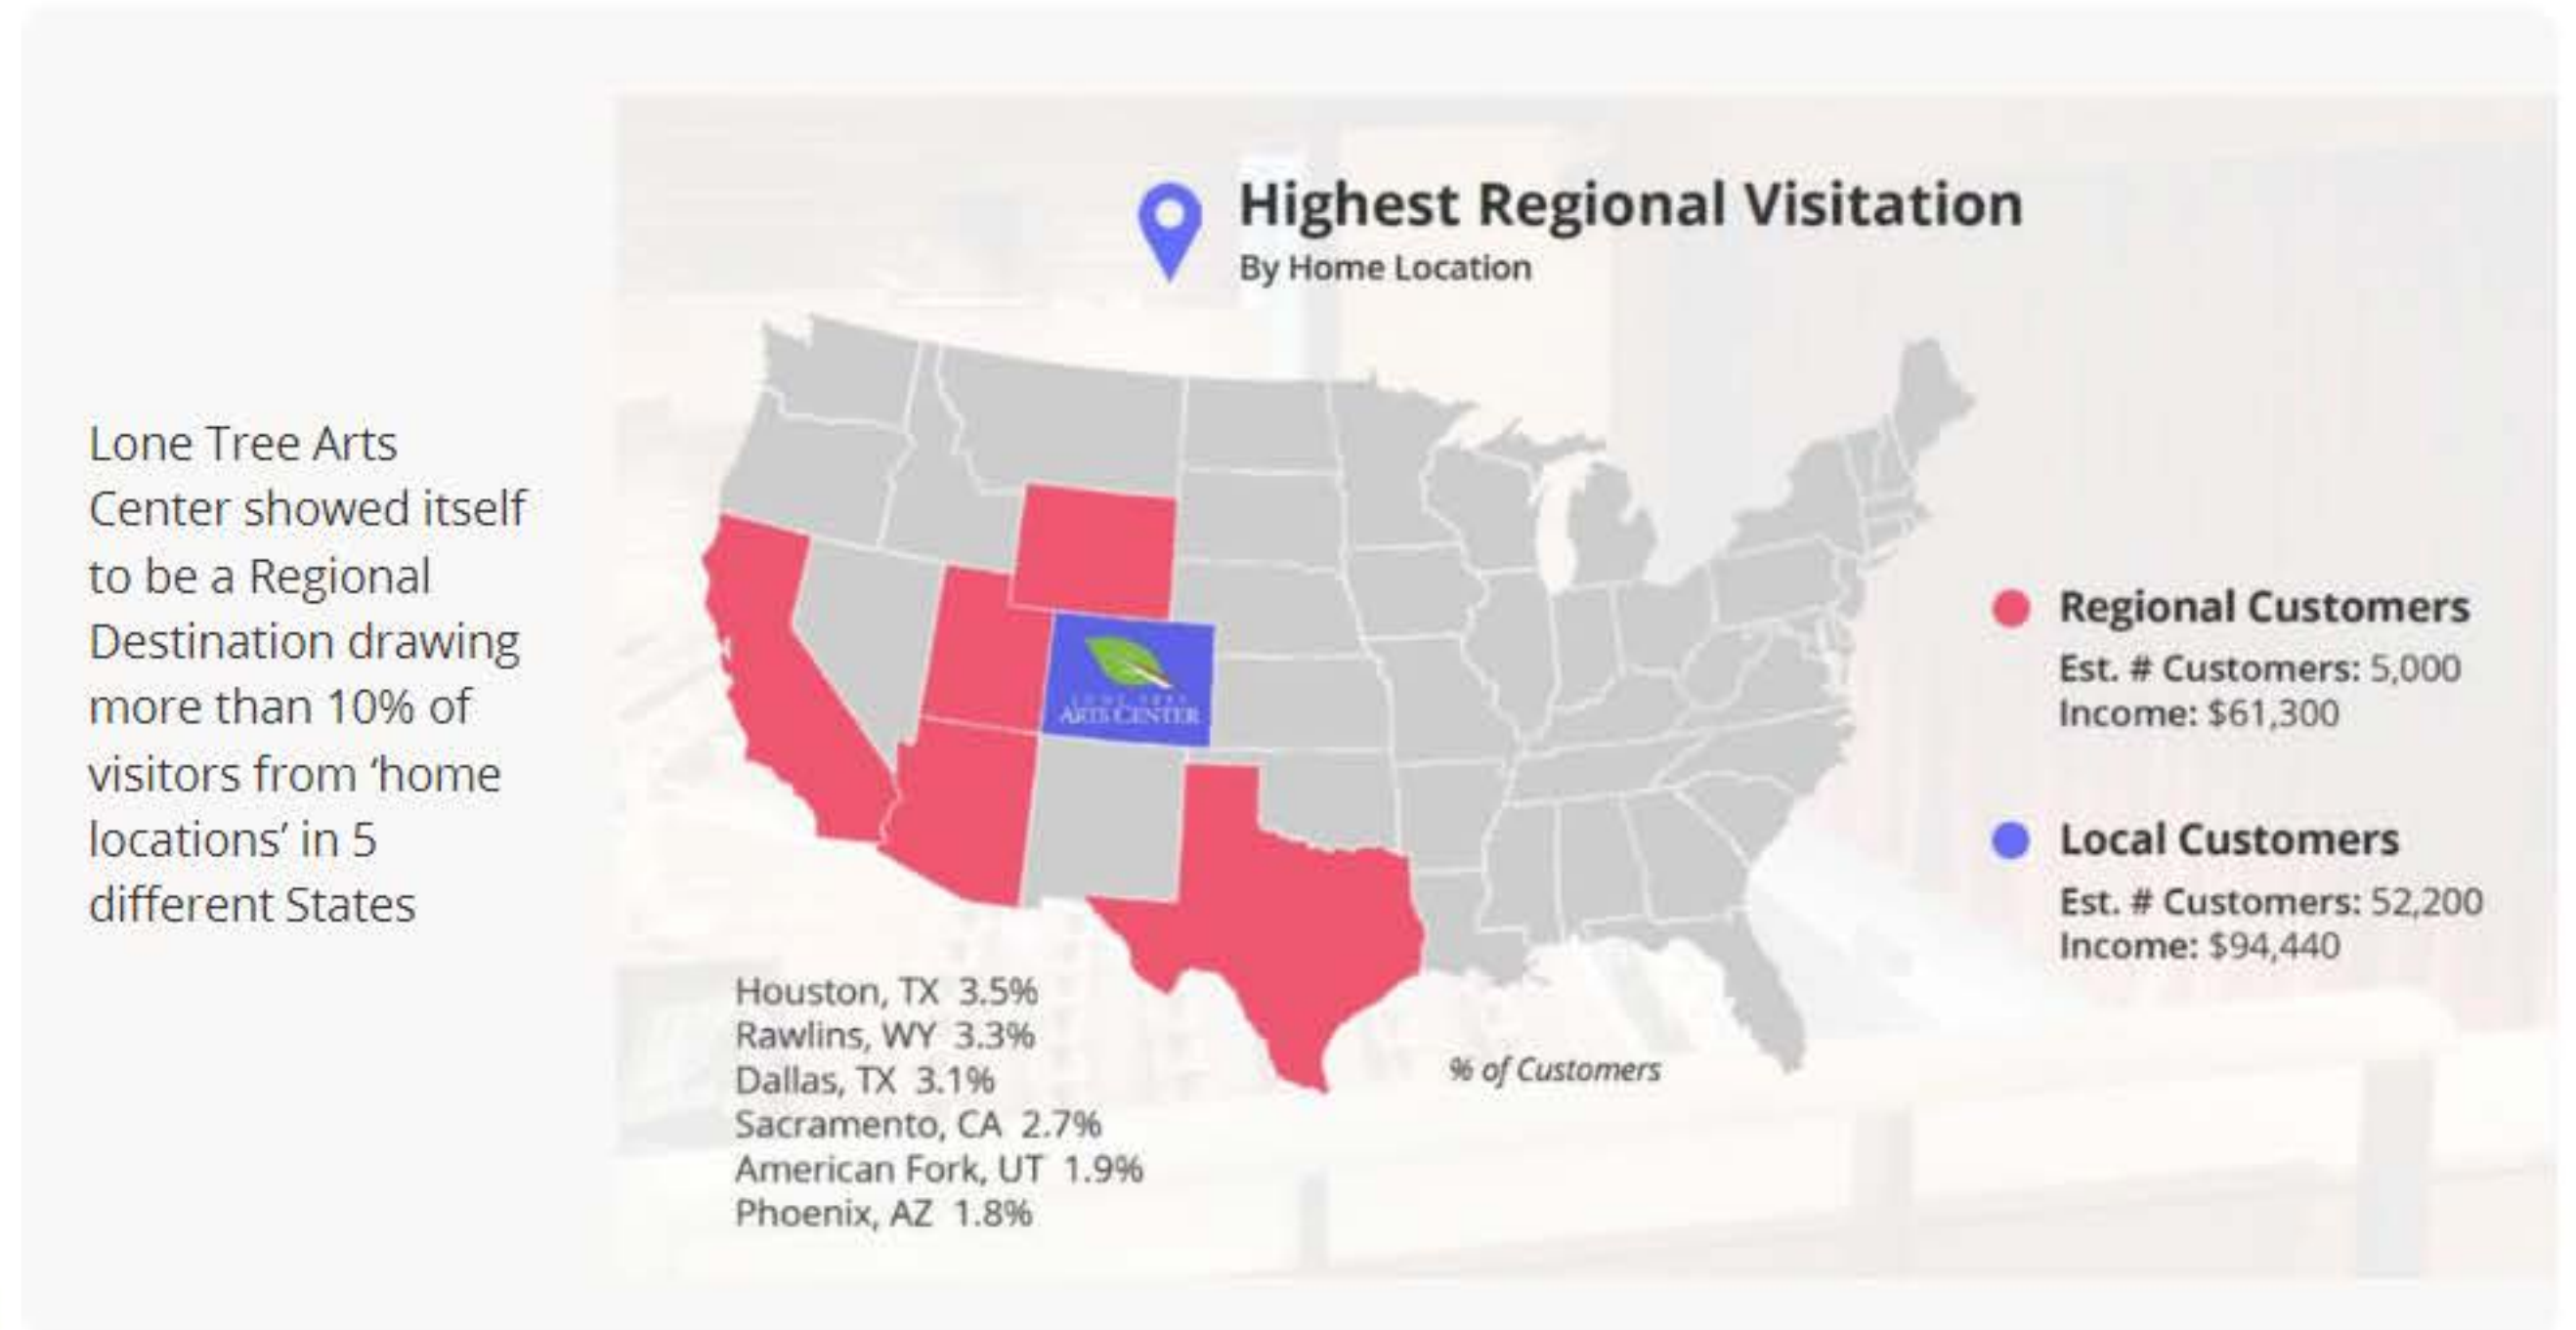 Highest Regional Visitation
By Home Location
Lone Tree Arts
Center showed itself
to be a Regional
Destination drawing
more than 10% of
visitors from ‘home
locations’ in 5
different States
ARTS CENTER
Regional Customers
Est. # Customers: 5,000
Income: $61,300
Local Customers
Est. # Customers: 52,200
Income: $94,440
Houston, TX 3.5%
Rawlins, WY 3.3%
Dallas, TX 3.1%
Sacramento, CA 2.7%
American Fork, UT 1.9%
Phoenix, AZ 1.8%
% of Customers